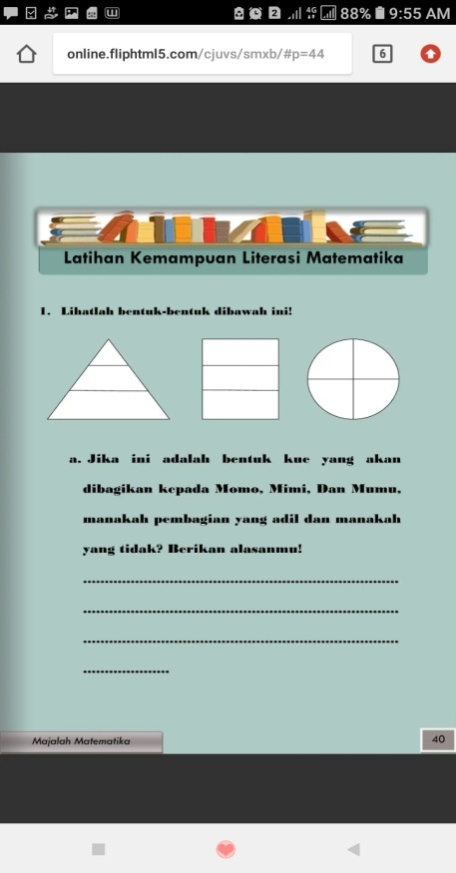 2 4G 88% 9:55 AM
online.fliphtml5.com/cjuvs/smxb/#p=44 6
Latihan Kemampuan Literasi Matematika
1. Lihatlah bentuk-bentuk dibawah ini!
a. Jika ini adalah bentuk kue yang akan
dibagikan kepada Momo, Mimi, Dan Mumu,
manakah pembagian yang adil dan manakah
yang tidak? Berikan alasanmu!
Majalah Matematika 40